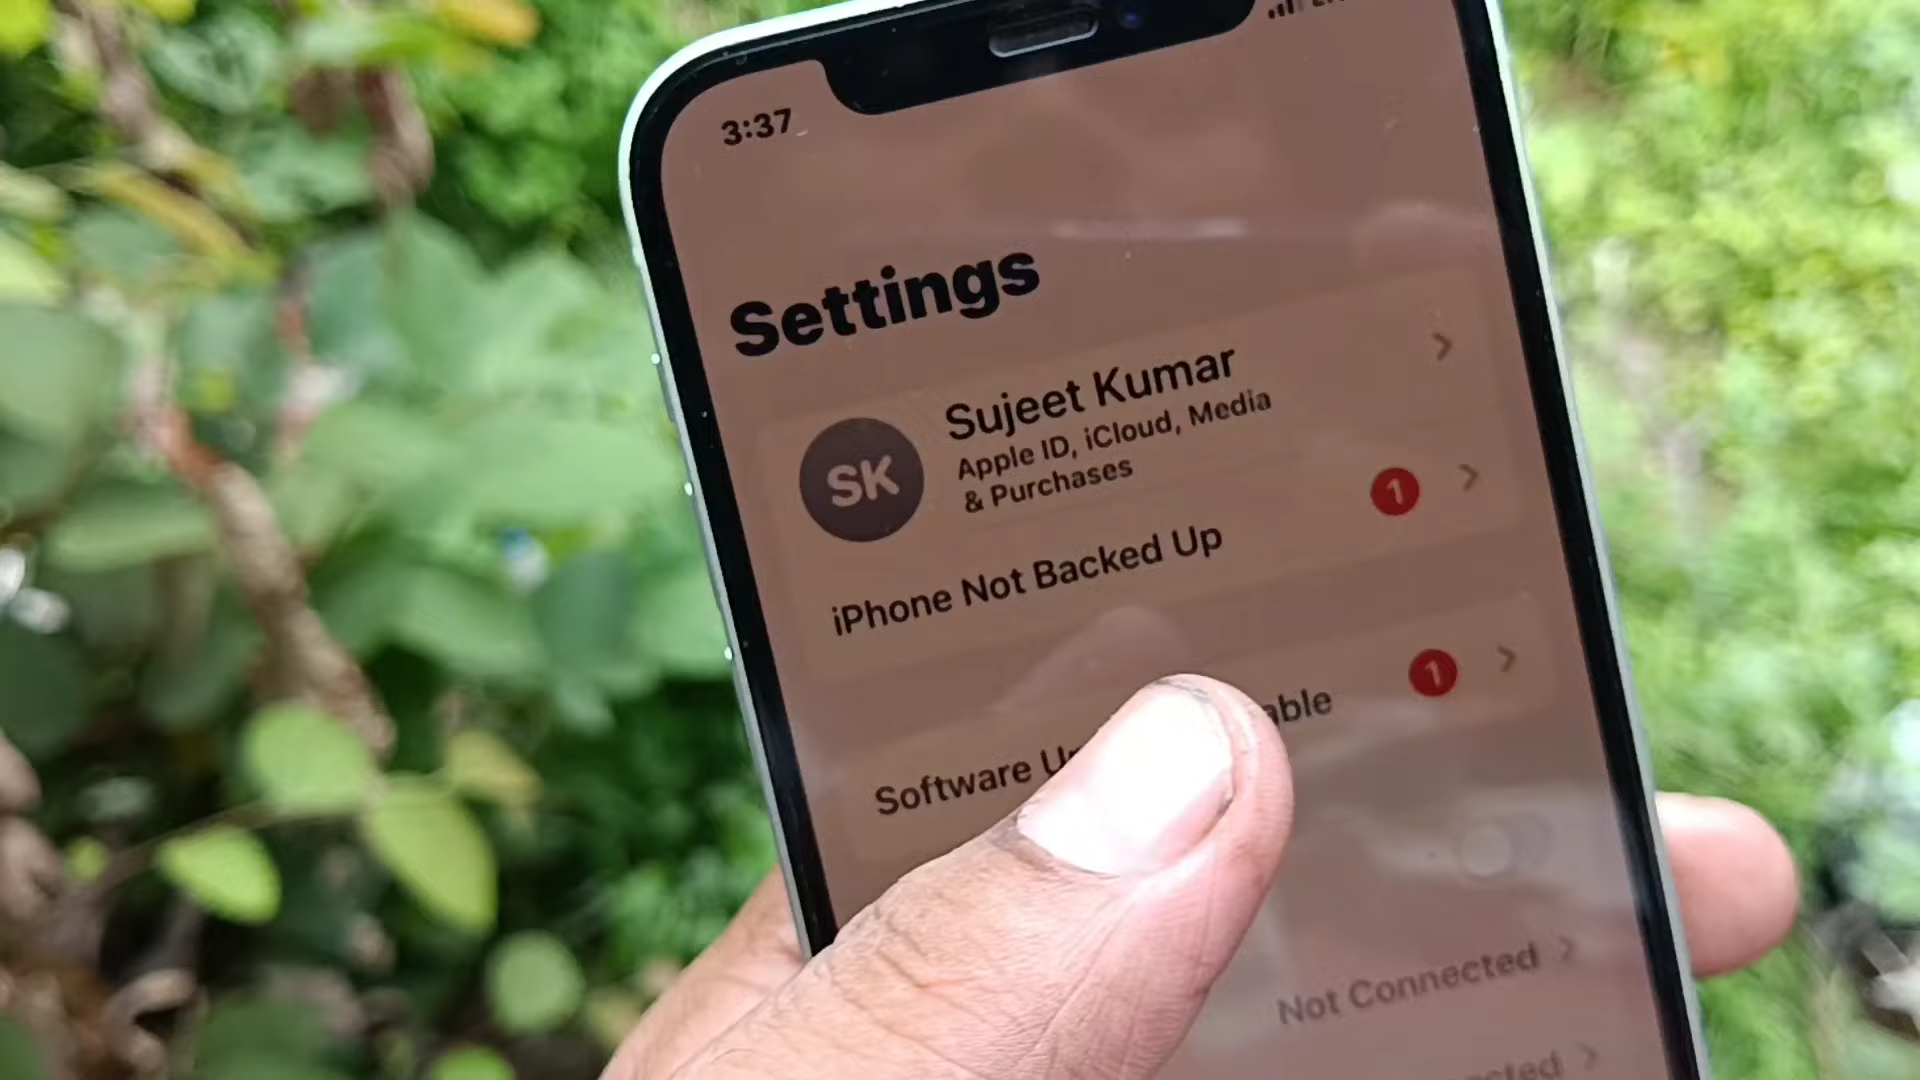 3:37
Settings
SK
Sujeet Kumar
Apple ID, iCloud, Media
& Purchases
iPhone Not Backed Up
1
Software
1
Not Connected